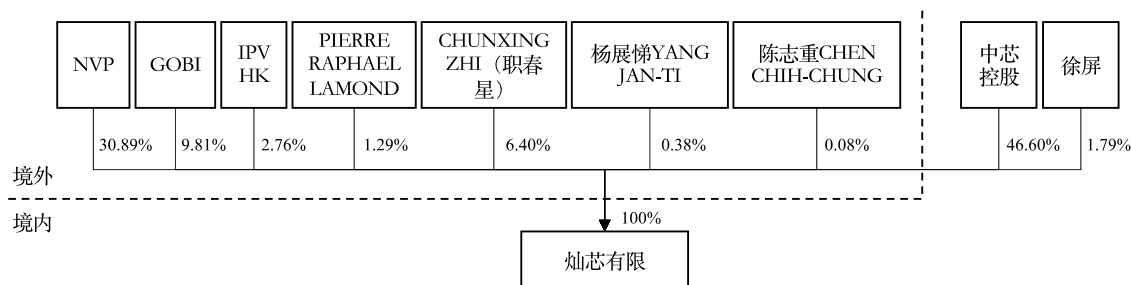 NVP
GOBI
IPV
HK
PIERRE
RAPHAEL
LAMOND
CHUNXING
ZHI（职春
星）
杨展悌YANG
JAN-TI
陈志重CHEN
CHIH-CHUNG
中芯
控股
徐屏
30.89%
9.81%
2.76%
1.29%
6.40%
0.38%
0.08%
46.60%
1.79%
境外
境内
100%
灿芯有限